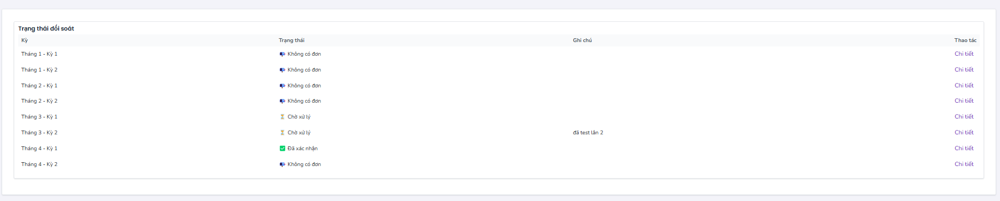 Trạng thái đối soát
Kỳ Trạng thái Ghi chú Thao tác
Tháng 1 - Kỳ 1 Không có đơn Chi tiết
Tháng 1 - Kỳ 2 Không có đơn Chi tiết
Tháng 2 - Kỳ 1 Không có đơn Chi tiết
Tháng 2 - Kỳ 2 Không có đơn Chi tiết
Tháng 3 - Kỳ 1 Chờ xử lý Chi tiết
Tháng 3 - Kỳ 2 Chờ xử lý đã test lân 2 Chi tiết
Tháng 4 - Kỳ 1 Đã xác nhận Chi tiết
Tháng 4 - Kỳ 2 Không có đơn Chi tiết